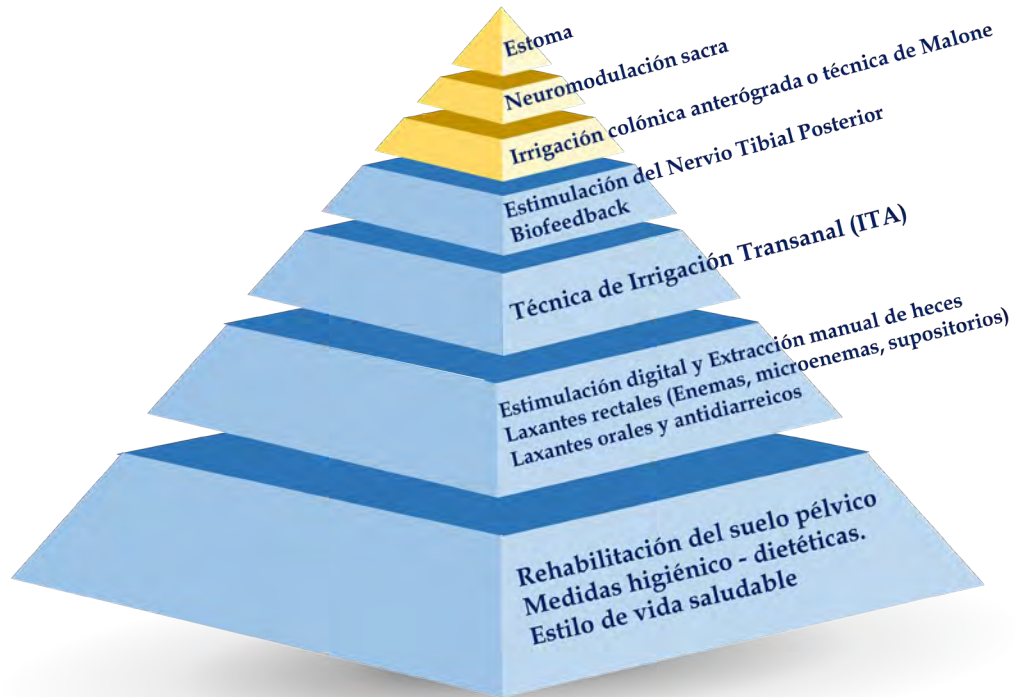 Estoma
Neuromodulación sacra
Irrigación colónica anterógrada o técnica de Malone
Estimulación del Nervio Tibial Posterior
Biofeedback
Técnica de Irrigación Transanal (ITA)
Estimulación digital y Extracción manual de heces
Laxantes rectales (Enemas, microenemas, supositorios)
Laxantes orales y antidiarreicos
Rehabilitación del suelo pélvico
Medidas higiénico - dietéticas.
Estilo de vida saludable